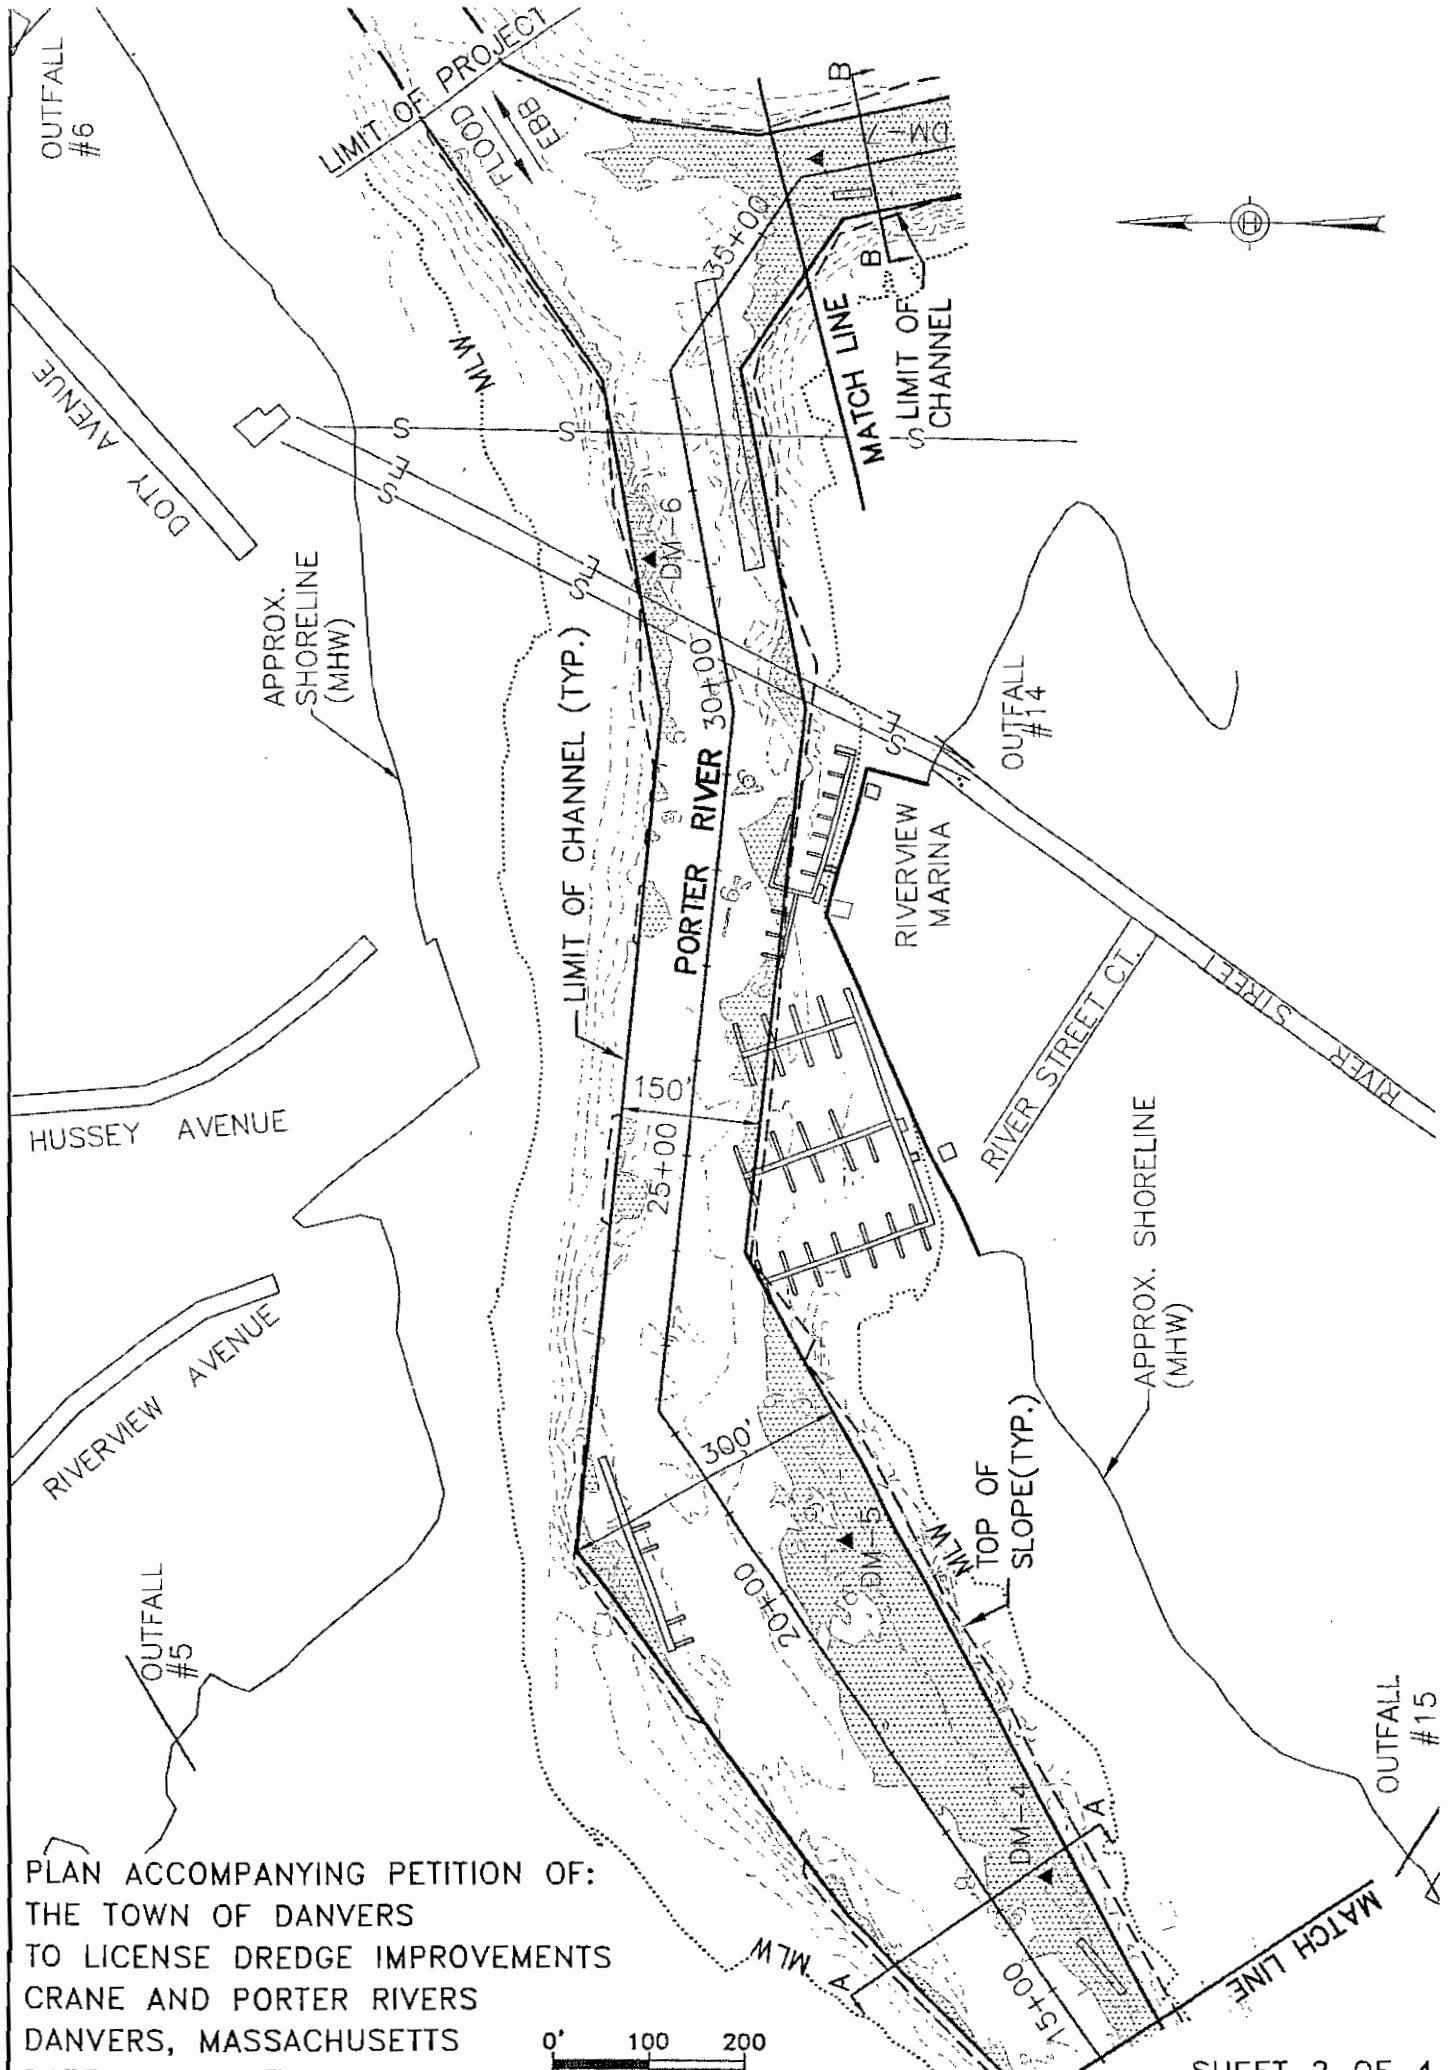 OUTFALL
#6
LIMIT OF PROJECT
FLOOD
EBB
B
DM-7
35+00
B
LIMIT OF
CHANNEL
MATCH LINE
MLW
DOTY AVENUE
S
S
S
S
S
S
S
DM-6
APPROX.
SHORELINE
(MHW)
LIMIT OF CHANNEL (TYP.)
PORTER RIVER
30+00
OUTFALL
#14
RIVERVIEW
MARINA
RIVER STREET CT.
RIVER STREET
HUSSEY AVENUE
150'
25+00
RIVERVIEW AVENUE
300'
APPROX. SHORELINE
(MHW)
TOP OF
SLOPE(TYP.)
MLW
DM-5
20+00
OUTFALL
#5
OUTFALL
#15
DM-4
A
A
MLW
15+00
MATCH LINE
PLAN ACCOMPANYING PETITION OF:
THE TOWN OF DANVERS
TO LICENSE DREDGE IMPROVEMENTS
CRANE AND PORTER RIVERS
DANVERS, MASSACHUSETTS
0' 100 200